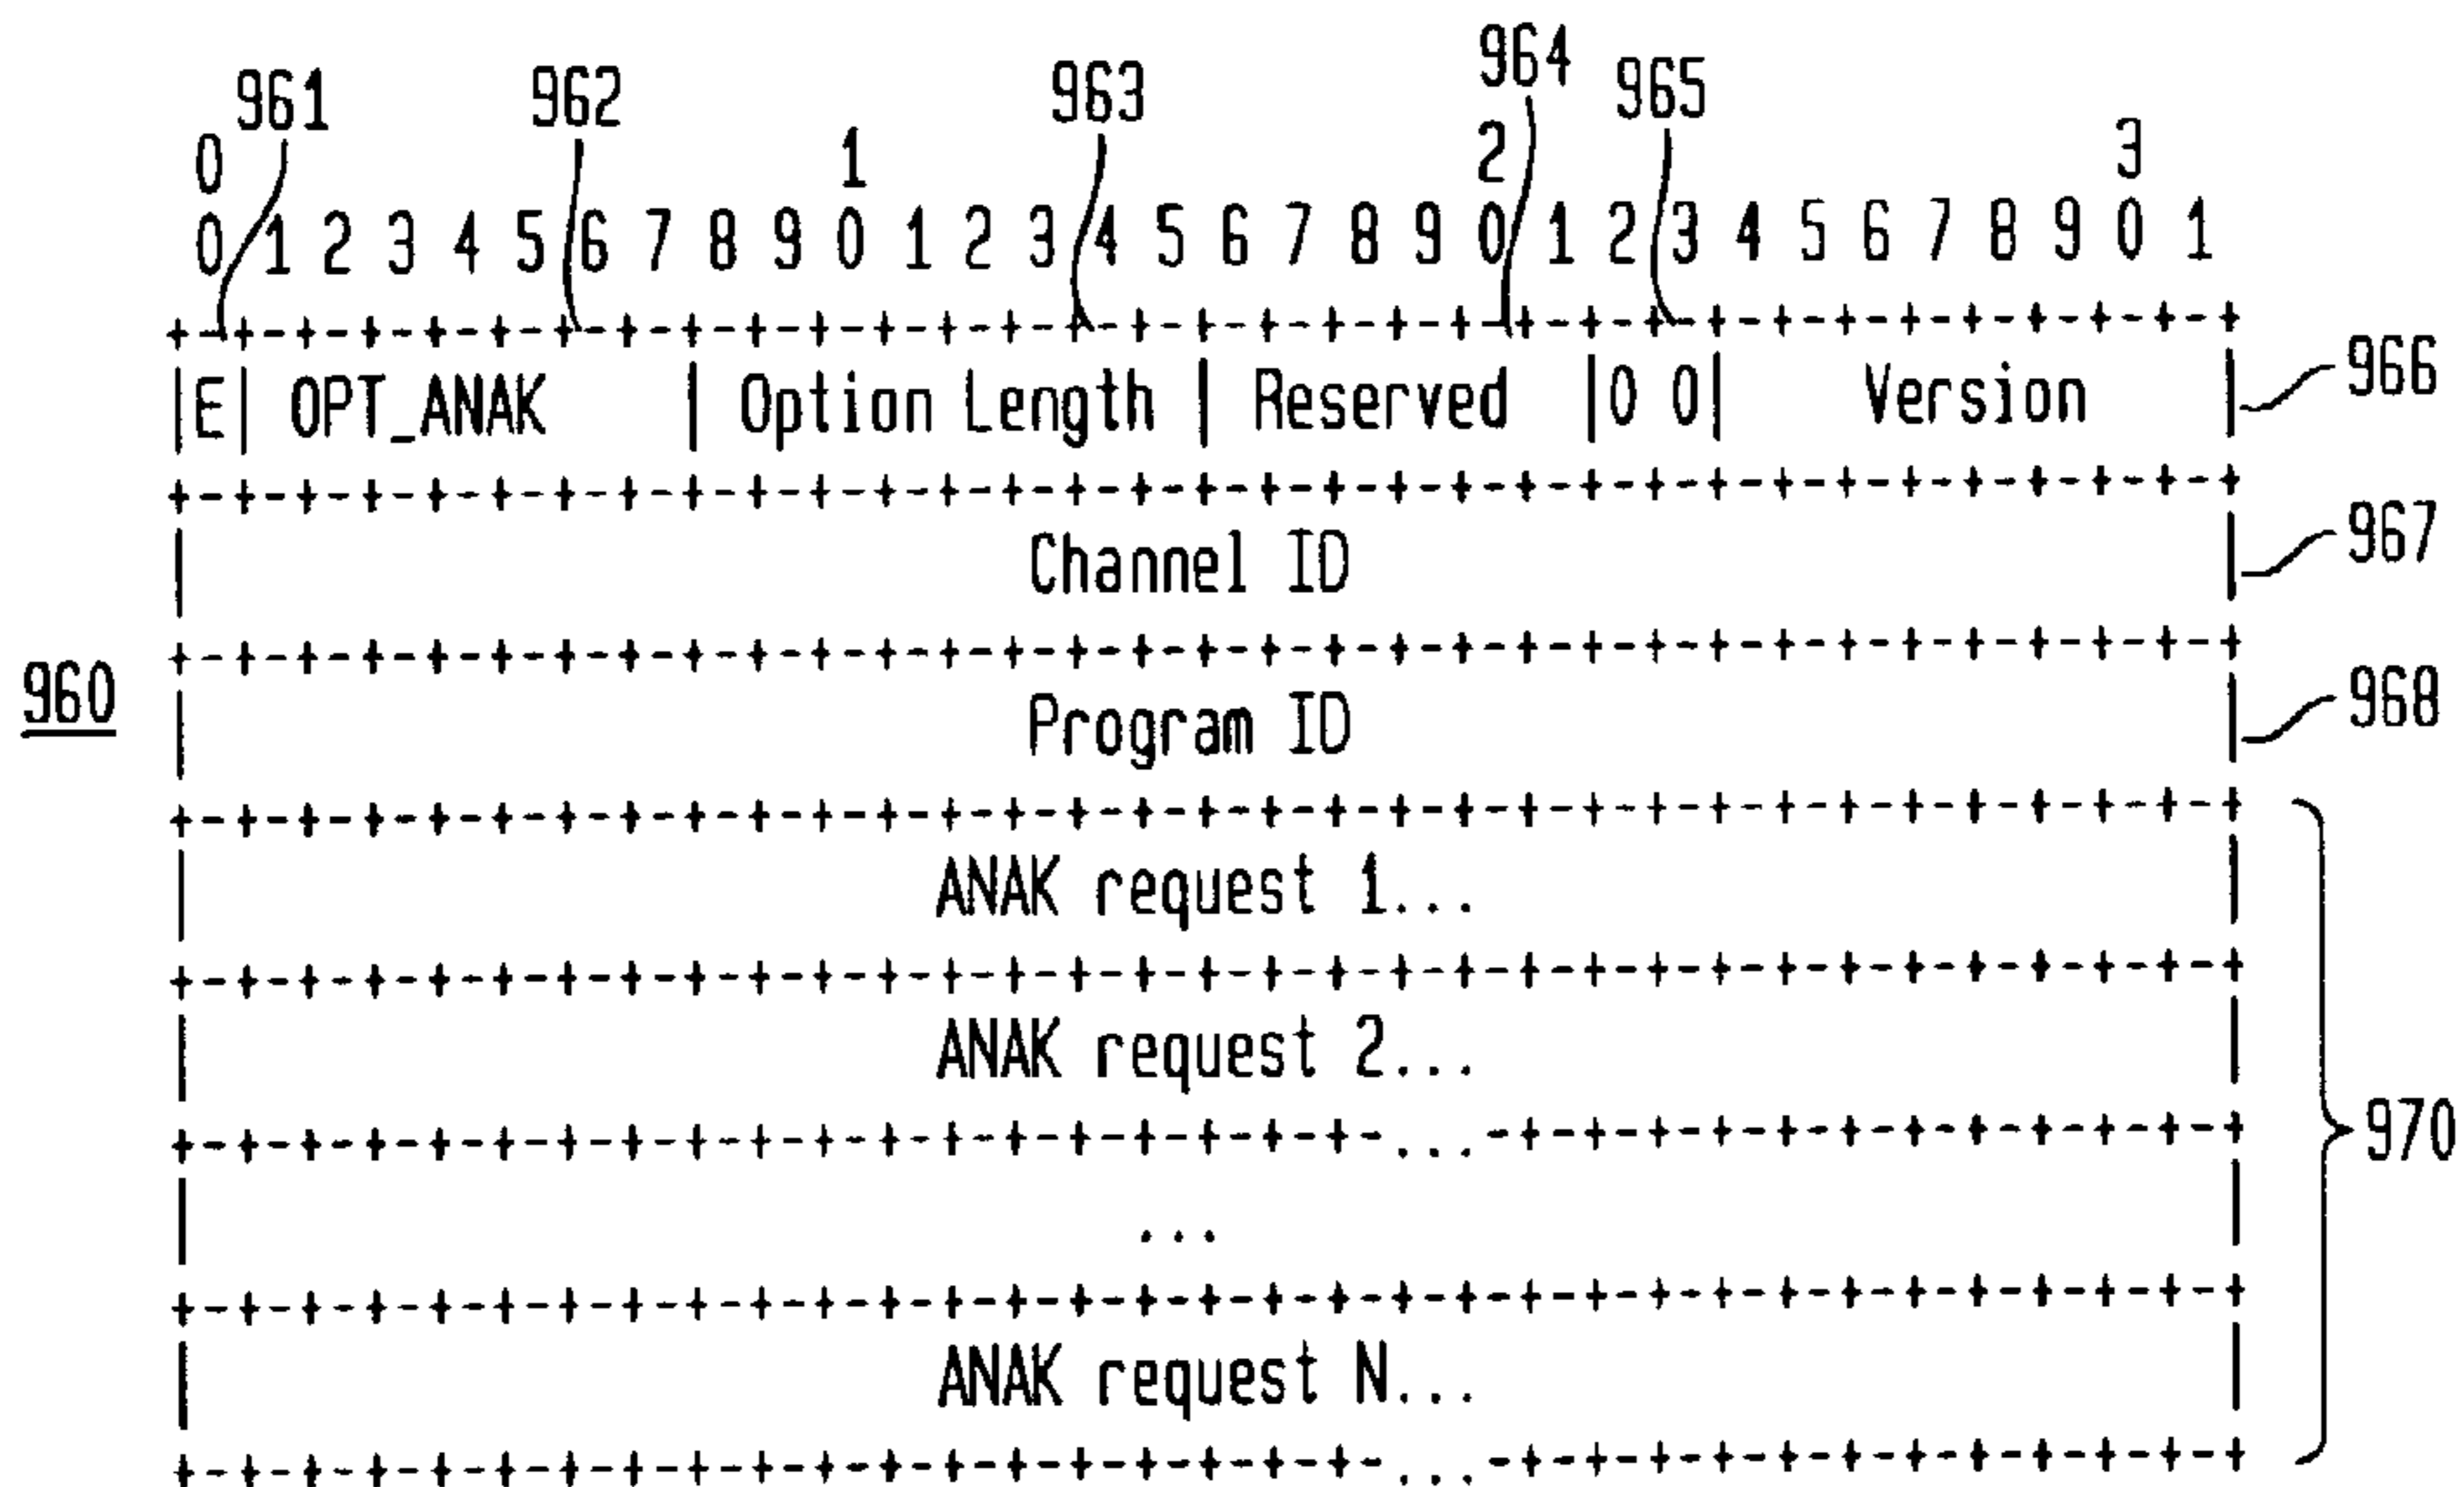 961 962 963 964 965
0 1 2 3
0 1 2 3 4 5 6 7 8 9 0 1 2 3 4 5 6 7 8 9 0 1 2 3 4 5 6 7 8 9 0 1
+-+-+-+-+-+-+-+-+-+-+-+-+-+-+-+-+-+-+-+-+-+-+-+-+-+-+-+-+-+-+-+-+
|E| OPT_ANAK | Option Length | Reserved |0 0| Version | 966
+-+-+-+-+-+-+-+-+-+-+-+-+-+-+-+-+-+-+-+-+-+-+-+-+-+-+-+-+-+-+-+-+
| Channel ID | 967
+-+-+-+-+-+-+-+-+-+-+-+-+-+-+-+-+-+-+-+-+-+-+-+-+-+-+-+-+-+-+-+-+
960
| Program ID | 968
+-+-+-+-+-+-+-+-+-+-+-+-+-+-+-+-+-+-+-+-+-+-+-+-+-+-+-+-+-+-+-+-+
| ANAK request 1... |
+-+-+-+-+-+-+-+-+-+-+-+-+-+-+-+-+-+-+-+-+-+-+-+-+-+-+-+-+-+-+-+-+
| ANAK request 2... |
+-+-+-+-+-+-+-+-+-+-+-+-+-+-+-+-+-+-+-...-+-+-+-+-+-+-+-+-+-+-+-+
970
| ... |
+-+-+-+-+-+-+-+-+-+-+-+-+-+-+-+-+-+-+-+-+-+-+-+-+-+-+-+-+-+-+-+-+
| ANAK request N... |
+-+-+-+-+-+-+-+-+-+-+-+-+-+-+-+-+-+-+-...-+-+-+-+-+-+-+-+-+-+-+-+